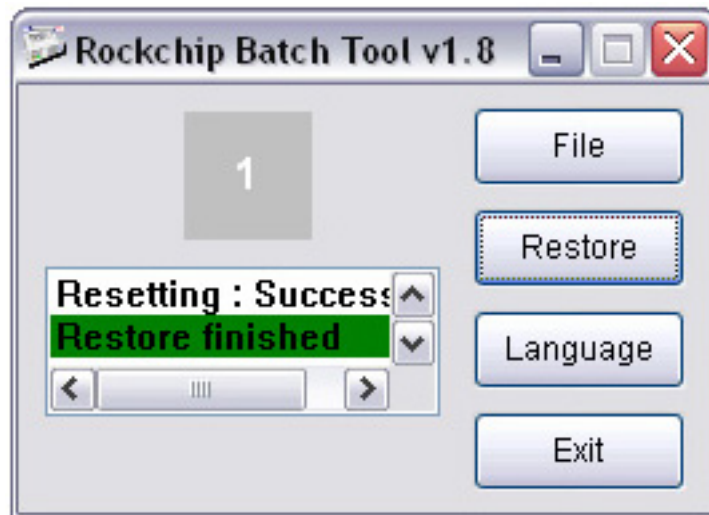 Rockchip Batch Tool v1.8
1
File
Restore
Language
Exit
Resetting : Success
Restore finished